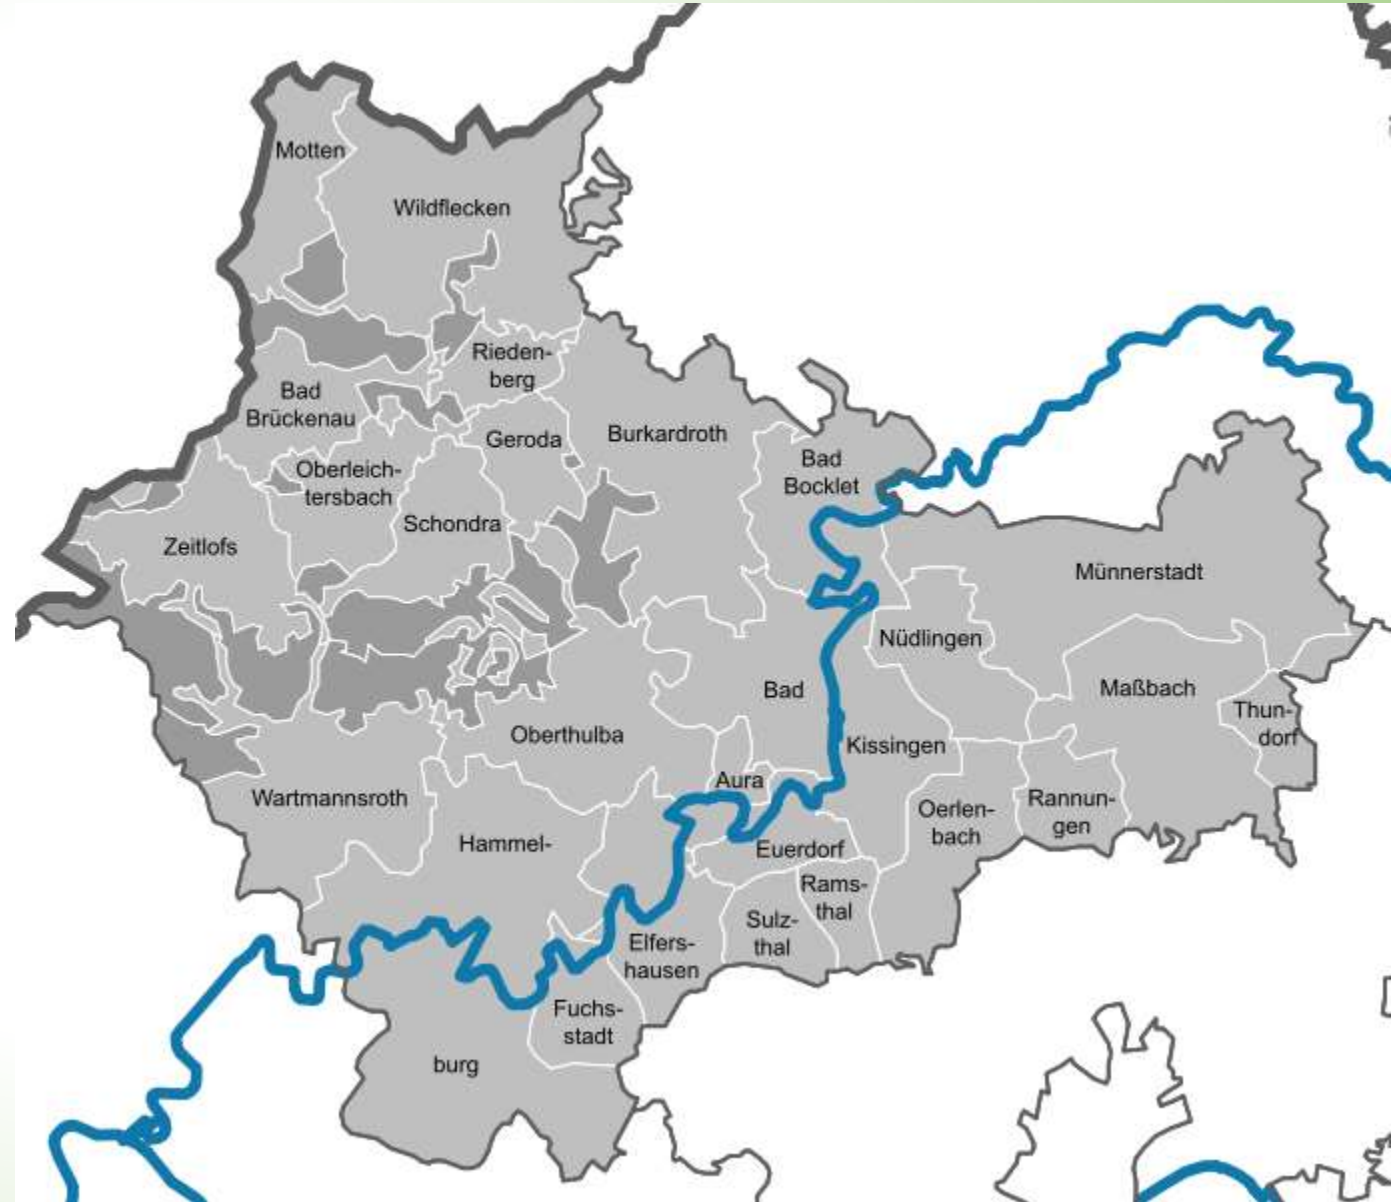 Motten
Wildflecken
Rieden-
berg
Bad
Brückenau
Geroda
Burkardroth
Bad
Bocklet
Oberleich-
tersbach
Schondra
Zeitlofs
Münnerstadt
Nüdlingen
Maßbach
Bad
Kissingen
Thun-
dorf
Oberthulba
Aura
Wartmannsroth
Oerlen-
bach
Rannun-
gen
Hammel-
burg
Euerdorf
Rams-
thal
Sulz-
thal
Elfers-
hausen
Fuchs-
stadt